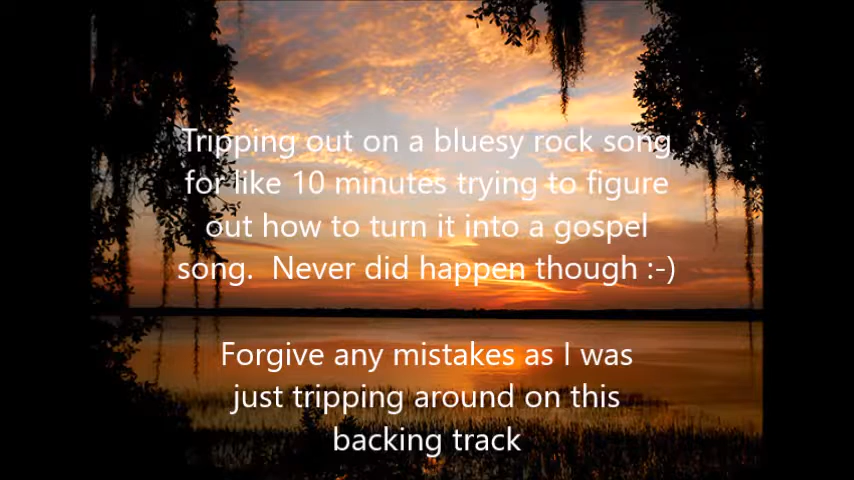 Tripping out on a bluesy rock song
for like 10 minutes trying to figure
out how to turn it into a gospel
song.  Never did happen though :-)
Forgive any mistakes as I was
just tripping around on this
backing track